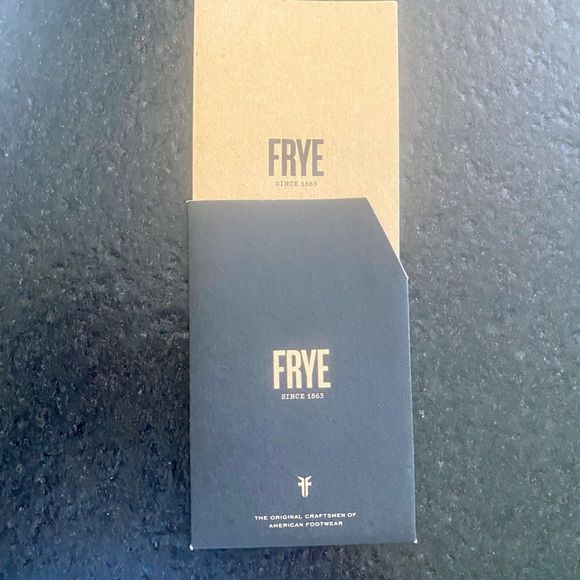 FRYE
SINCE 1863
FRYE
SINCE 1863
THE ORIGINAL CRAFTSMEN OF
AMERICAN FOOTWEAR